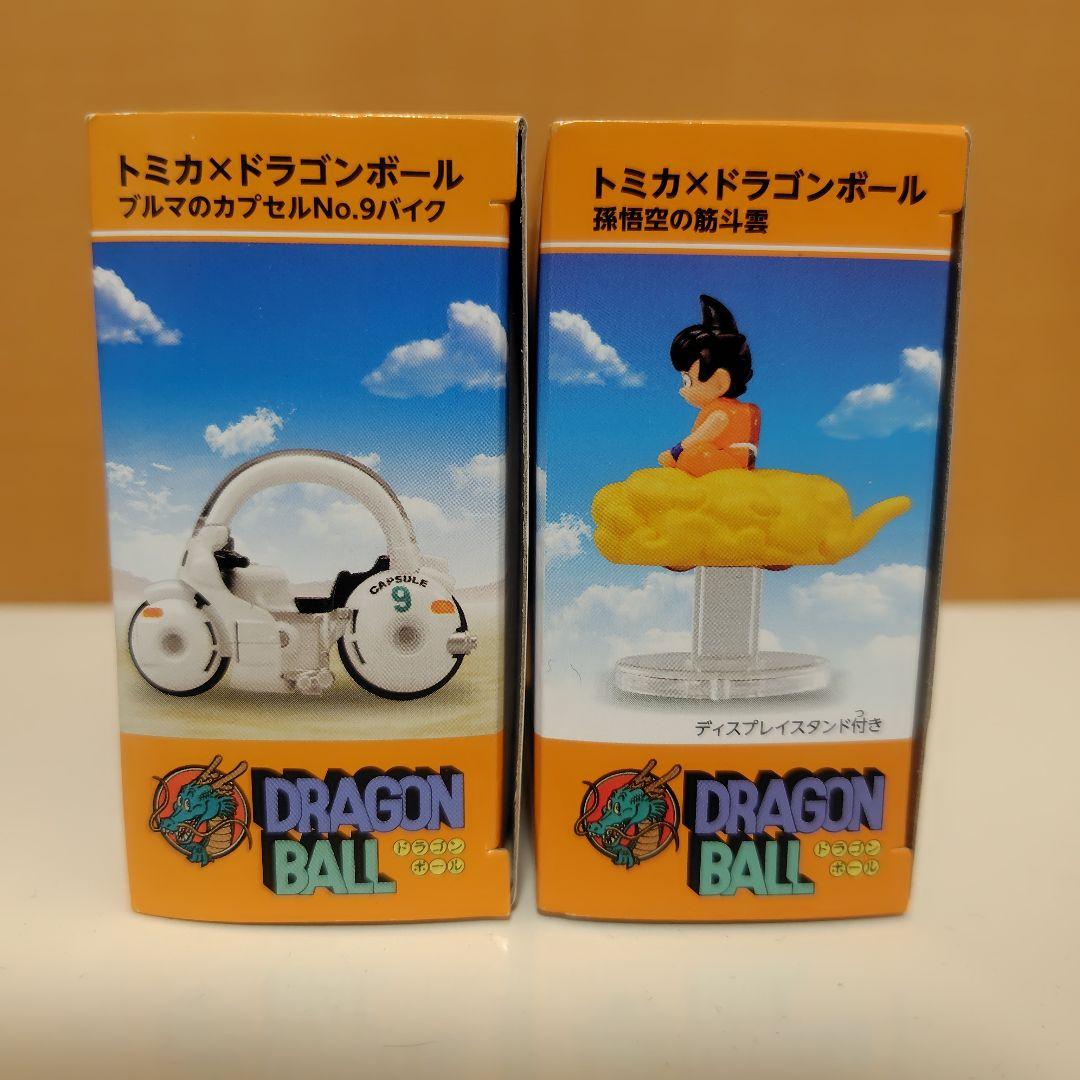 トミカ×ドラゴンボール
ブルマのカプセルNo.9バイク
CAPSULE
9
DRAGON
BALL
ドラゴン
ボール
トミカ×ドラゴンボール
孫悟空の筋斗雲
ディスプレイスタンド付き
つ
DRAGON
BALL
ドラゴン
ボール